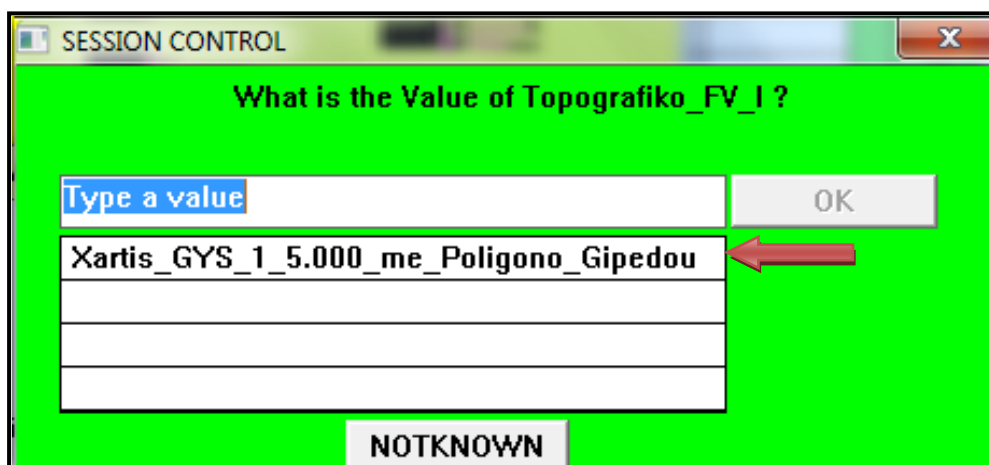 SESSION CONTROL
What is the Value of Topografiko_FV_I ?
Type a value
OK
Xartis_GYS_1_5.000_me_Poligono_Gipedou
NOTKNOWN